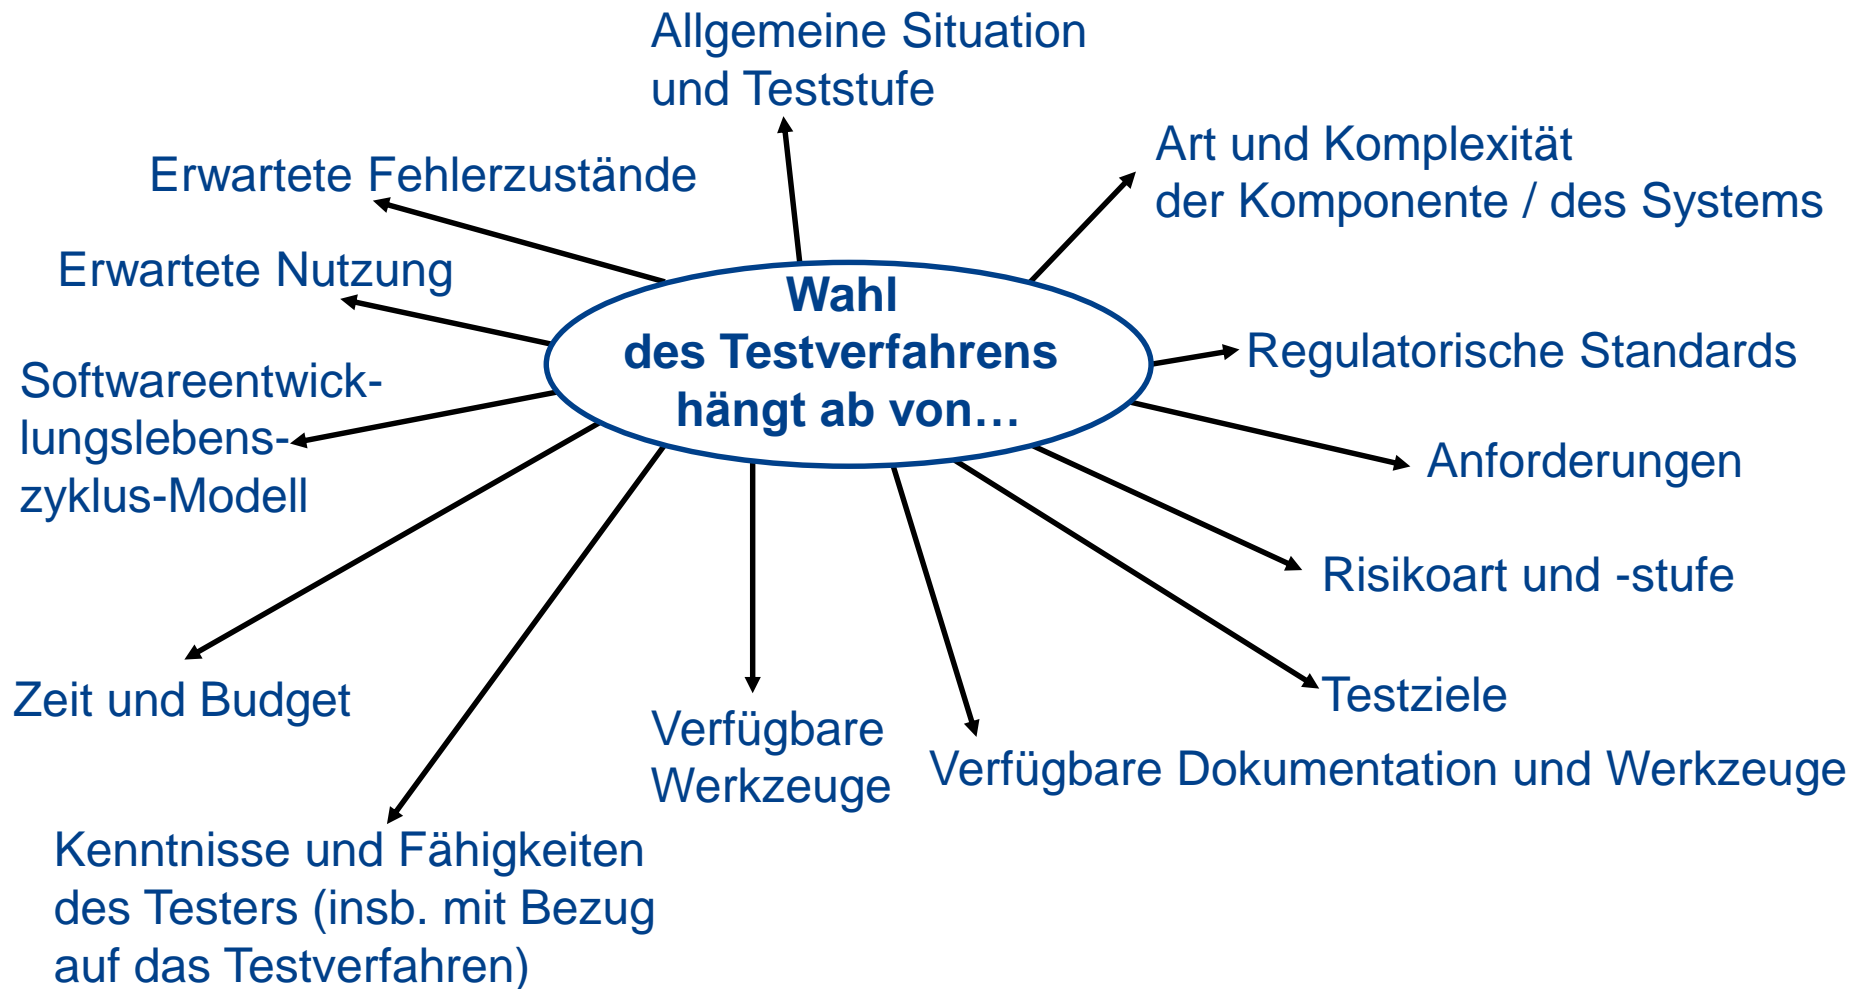 Allgemeine Situation
und Teststufe
Art und Komplexität
der Komponente / des Systems
Erwartete Fehlerzustände
Erwartete Nutzung
Wahl
des Testverfahrens
hängt ab von…
Regulatorische Standards
Softwareentwick-
lungslebens-
zyklus-Modell
Anforderungen
Risikoart und -stufe
Testziele
Zeit und Budget
Verfügbare
Werkzeuge
Verfügbare Dokumentation und Werkzeuge
Kenntnisse und Fähigkeiten
des Testers (insb. mit Bezug
auf das Testverfahren)